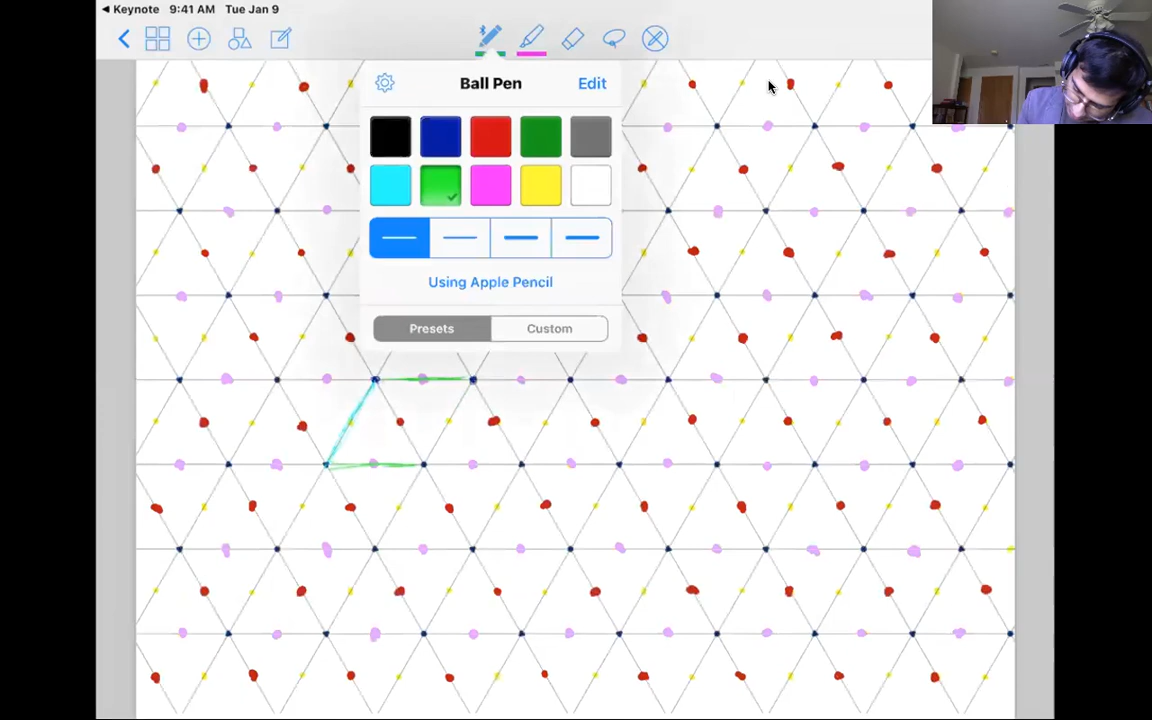 Keynote 9:41 AM Tue Jan 9
Ball Pen Edit
Using Apple Pencil
Presets Custom